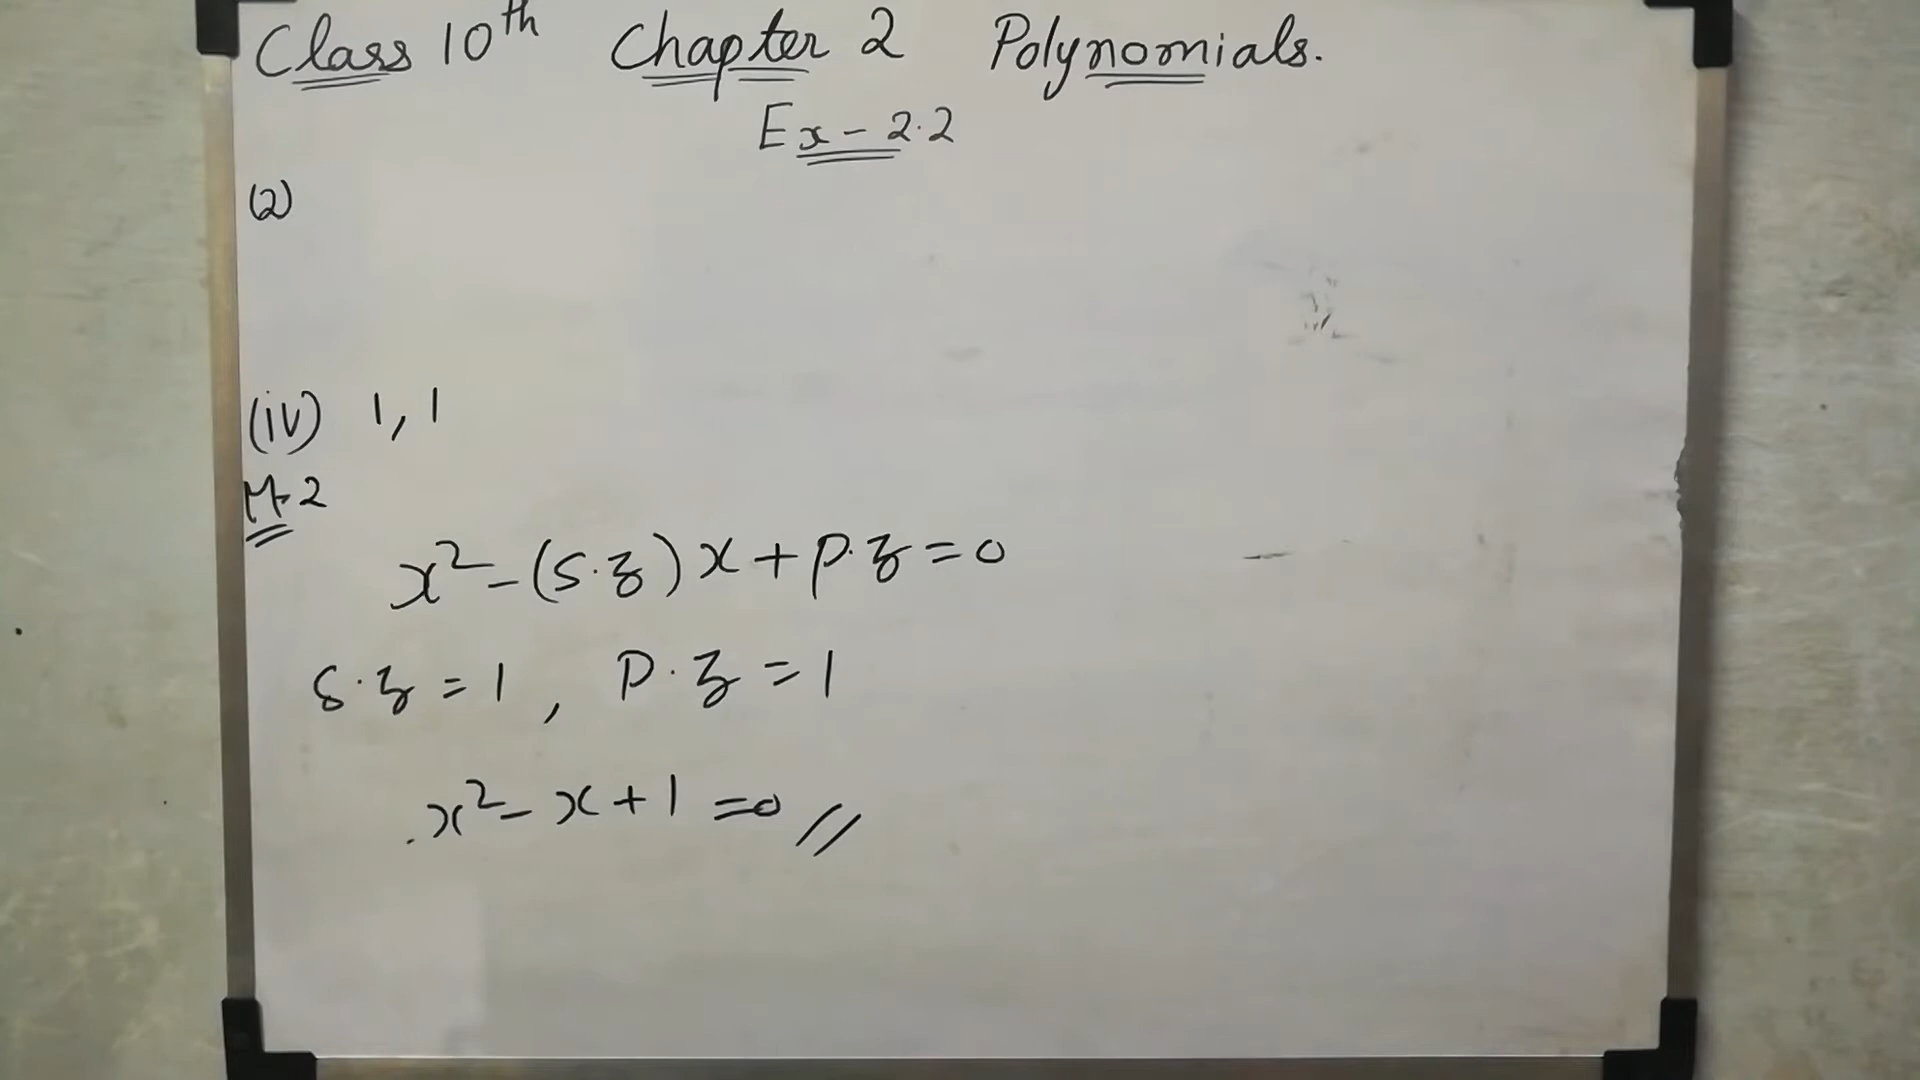 Class 10th Chapter 2 Polynomials.
Ex - 2.2
(2)
(iv) 1, 1
M-2
x² - (S.z)x + P.z = 0
S.z = 1, P.z = 1
x² - x + 1 = 0 //